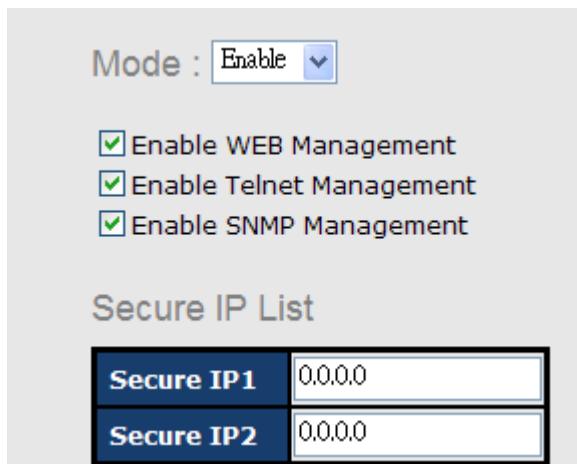 Mode : Enable
Enable WEB Management
Enable Telnet Management
Enable SNMP Management
Secure IP List
Secure IP1 0.0.0.0
Secure IP2 0.0.0.0